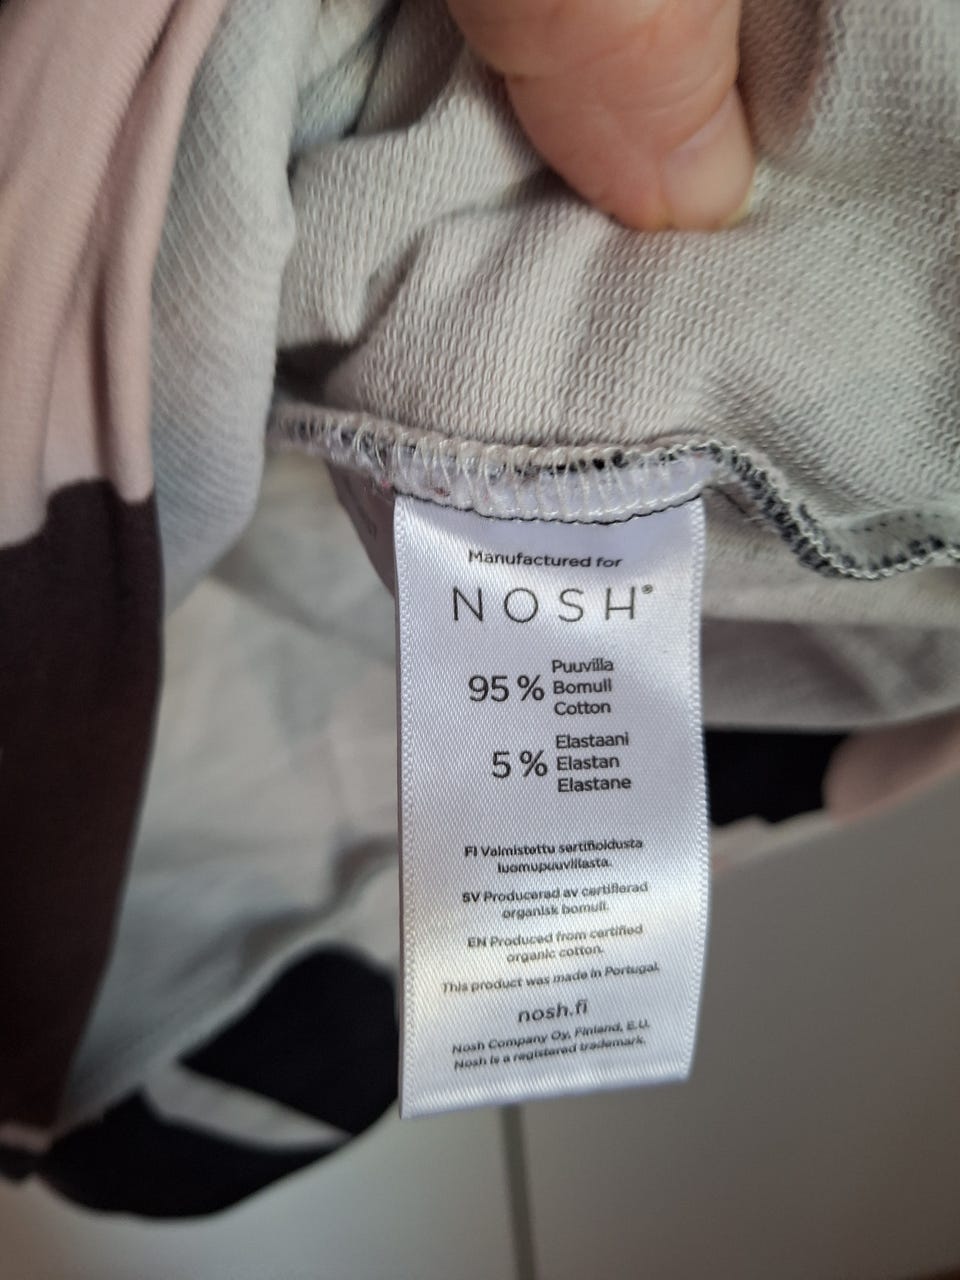 Manufactured for
NOSH®
95 % Puuvilla
Bomull
Cotton
5 % Elastaani
Elastan
Elastane
FI Valmistettu sertifioidusta
luomupuuvillasta.
SV Producerad av certifierad
organisk bomull.
EN Produced from certified
organic cotton.
This product was made in Portugal.
nosh.fi
Nosh Company Oy, Finland, E.U.
Nosh is a registered trademark.